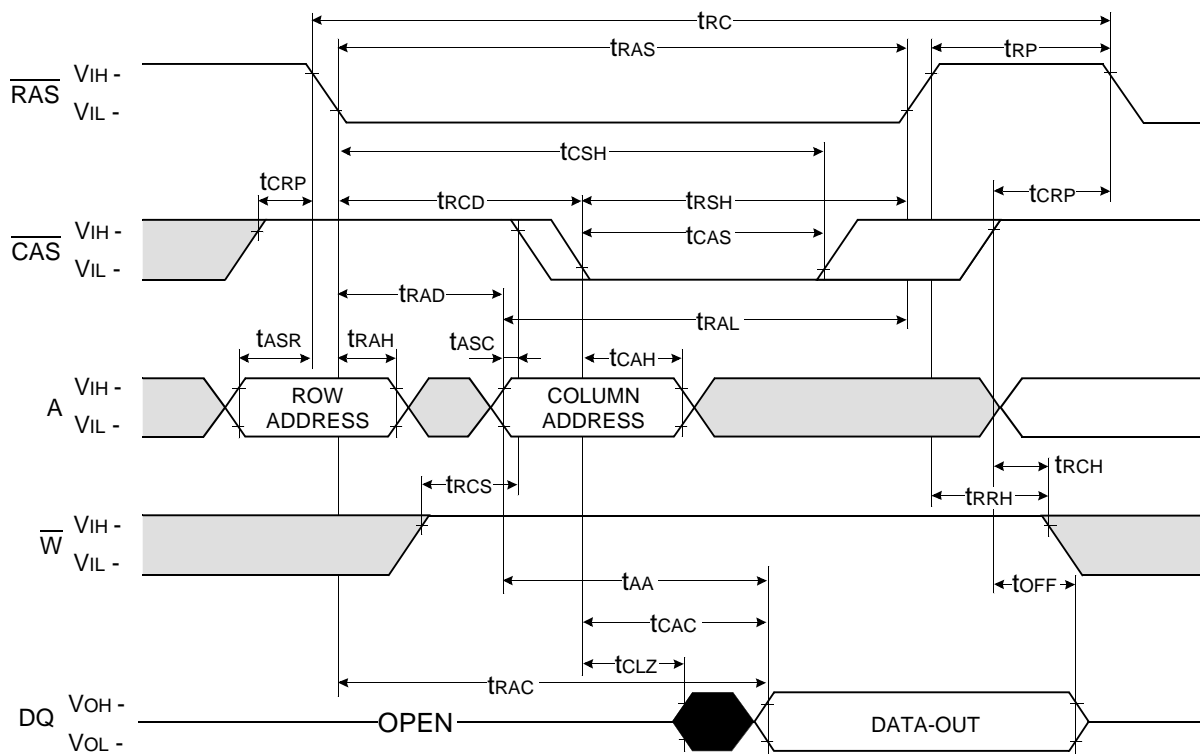 tRC
tRAS
tRP
RAS
VIH -
VIL -
tCSH
tCRP
tRCD
tRSH
tCRP
CAS
VIH -
VIL -
tCAS
tRAD
tRAL
tASR
tRAH
tASC
tCAH
A
VIH -
VIL -
ROW
ADDRESS
COLUMN
ADDRESS
tRCS
tRCH
tRRH
W
VIH -
VIL -
tAA
tOFF
tCAC
tCLZ
tRAC
DQ
VOH -
VOL -
OPEN
DATA-OUT